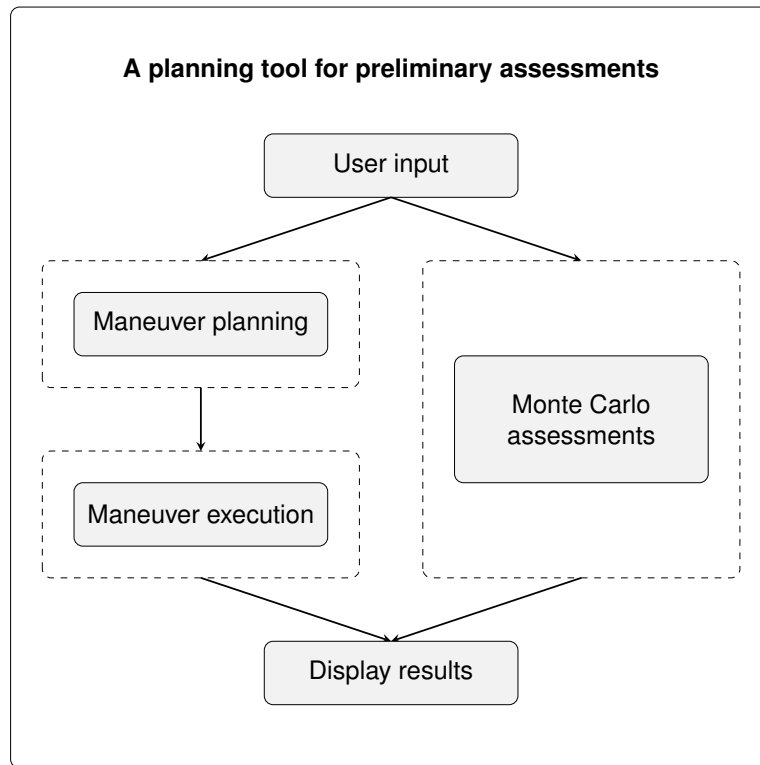 A planning tool for preliminary assessments
User input
Maneuver planning
Monte Carlo
assessments
Maneuver execution
Display results